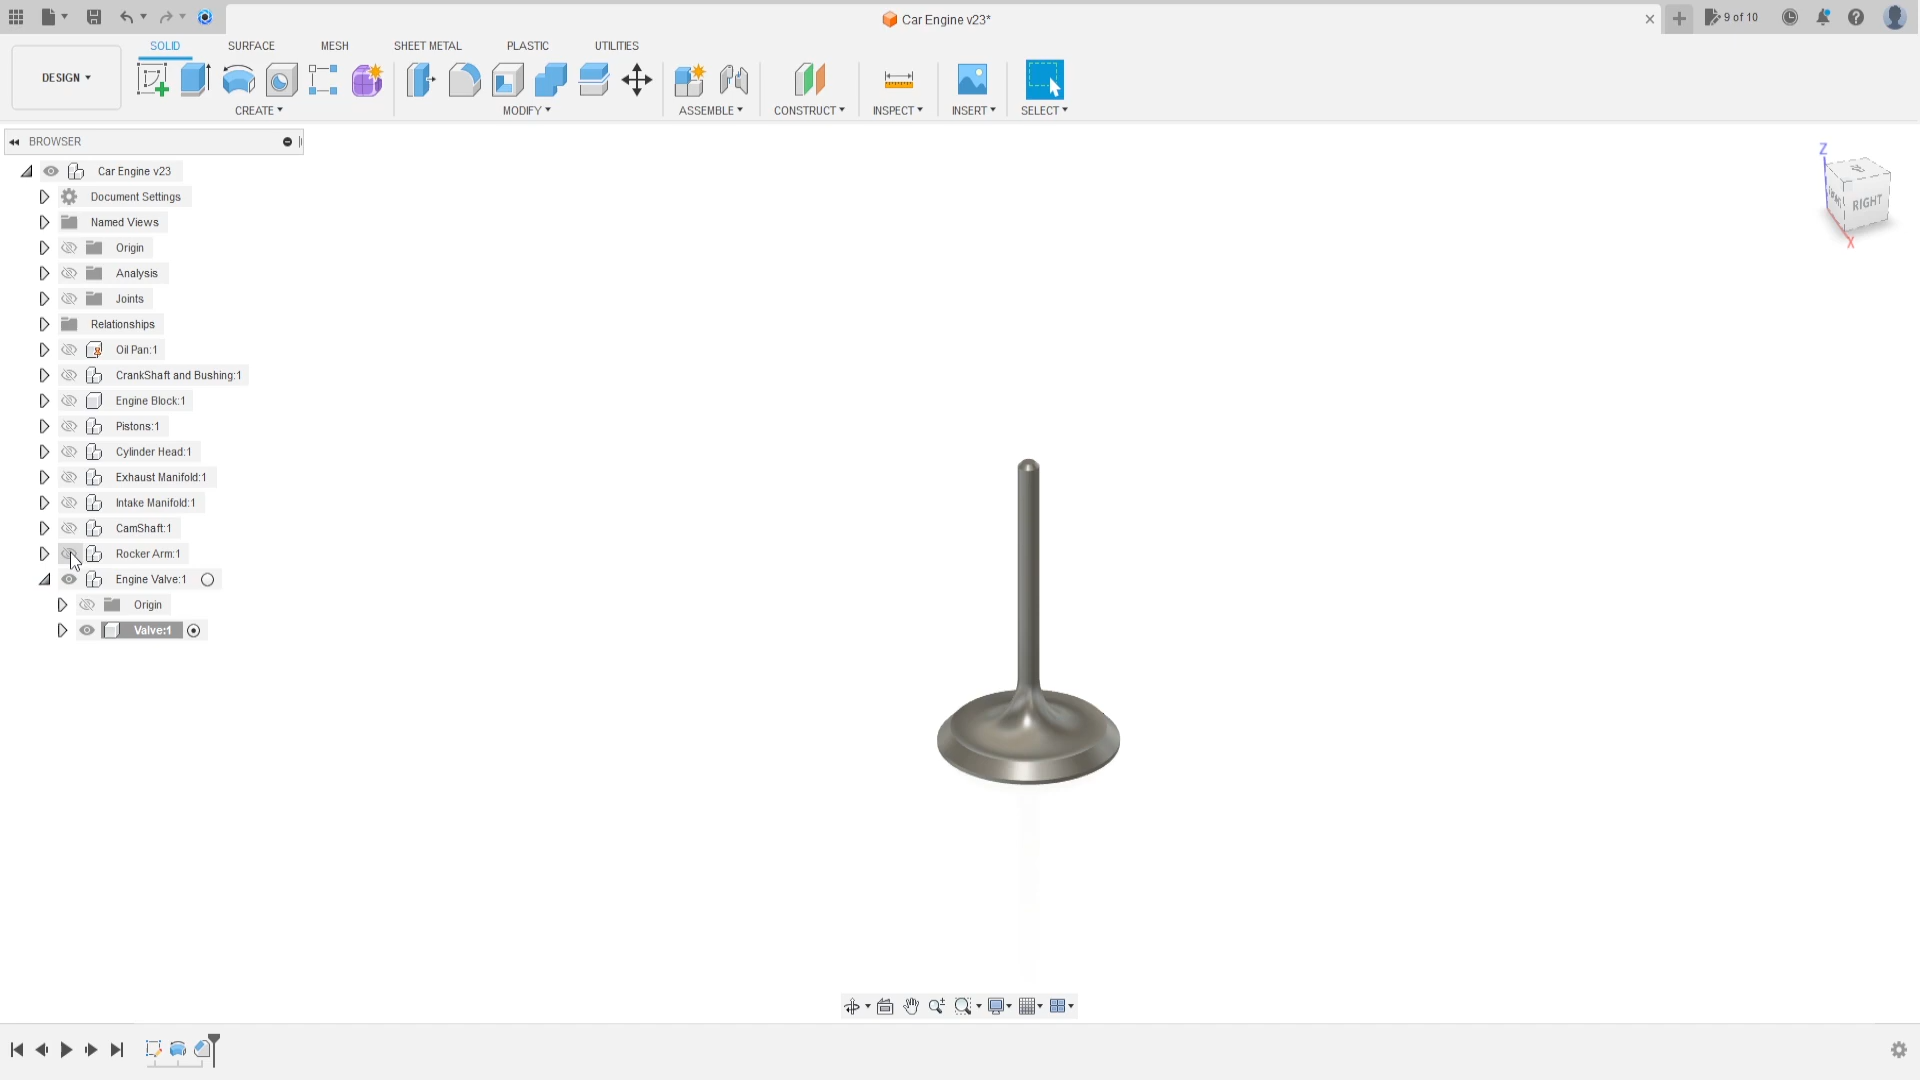 Car Engine v23*
9 of 10
SOLID
SURFACE
MESH
SHEET METAL
PLASTIC
UTILITIES
DESIGN
CREATE
MODIFY
ASSEMBLE
CONSTRUCT
INSPECT
INSERT
SELECT
BROWSER
Car Engine v23
Document Settings
Named Views
Origin
Analysis
Joints
Relationships
Oil Pan:1
CrankShaft and Bushing:1
Engine Block:1
Pistons:1
Cylinder Head:1
Exhaust Manifold:1
Intake Manifold:1
CamShaft:1
Rocker Arm:1
Engine Valve:1
Origin
Valve:1
Z
RIGHT
X